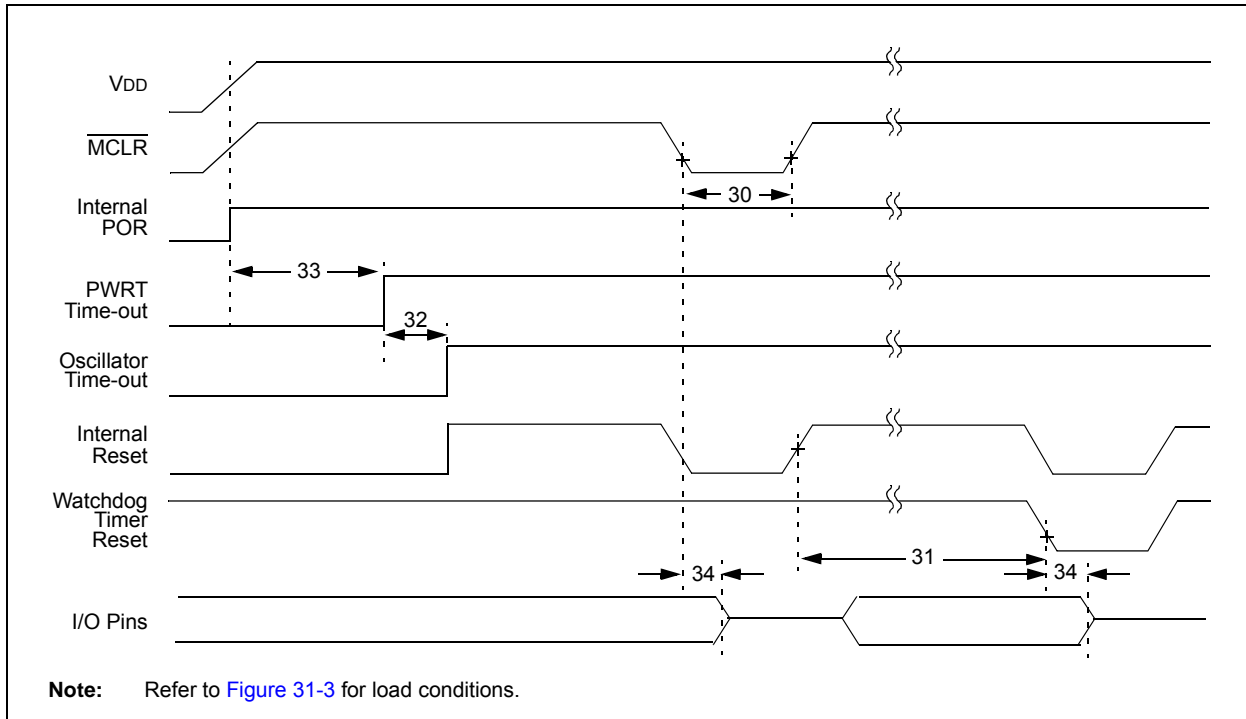 VDD
MCLR
Internal
POR
30
33
PWRT
Time-out
32
Oscillator
Time-out
Internal
Reset
Watchdog
Timer
Reset
31
34
34
I/O Pins
Note: Refer to Figure 31-3 for load conditions.